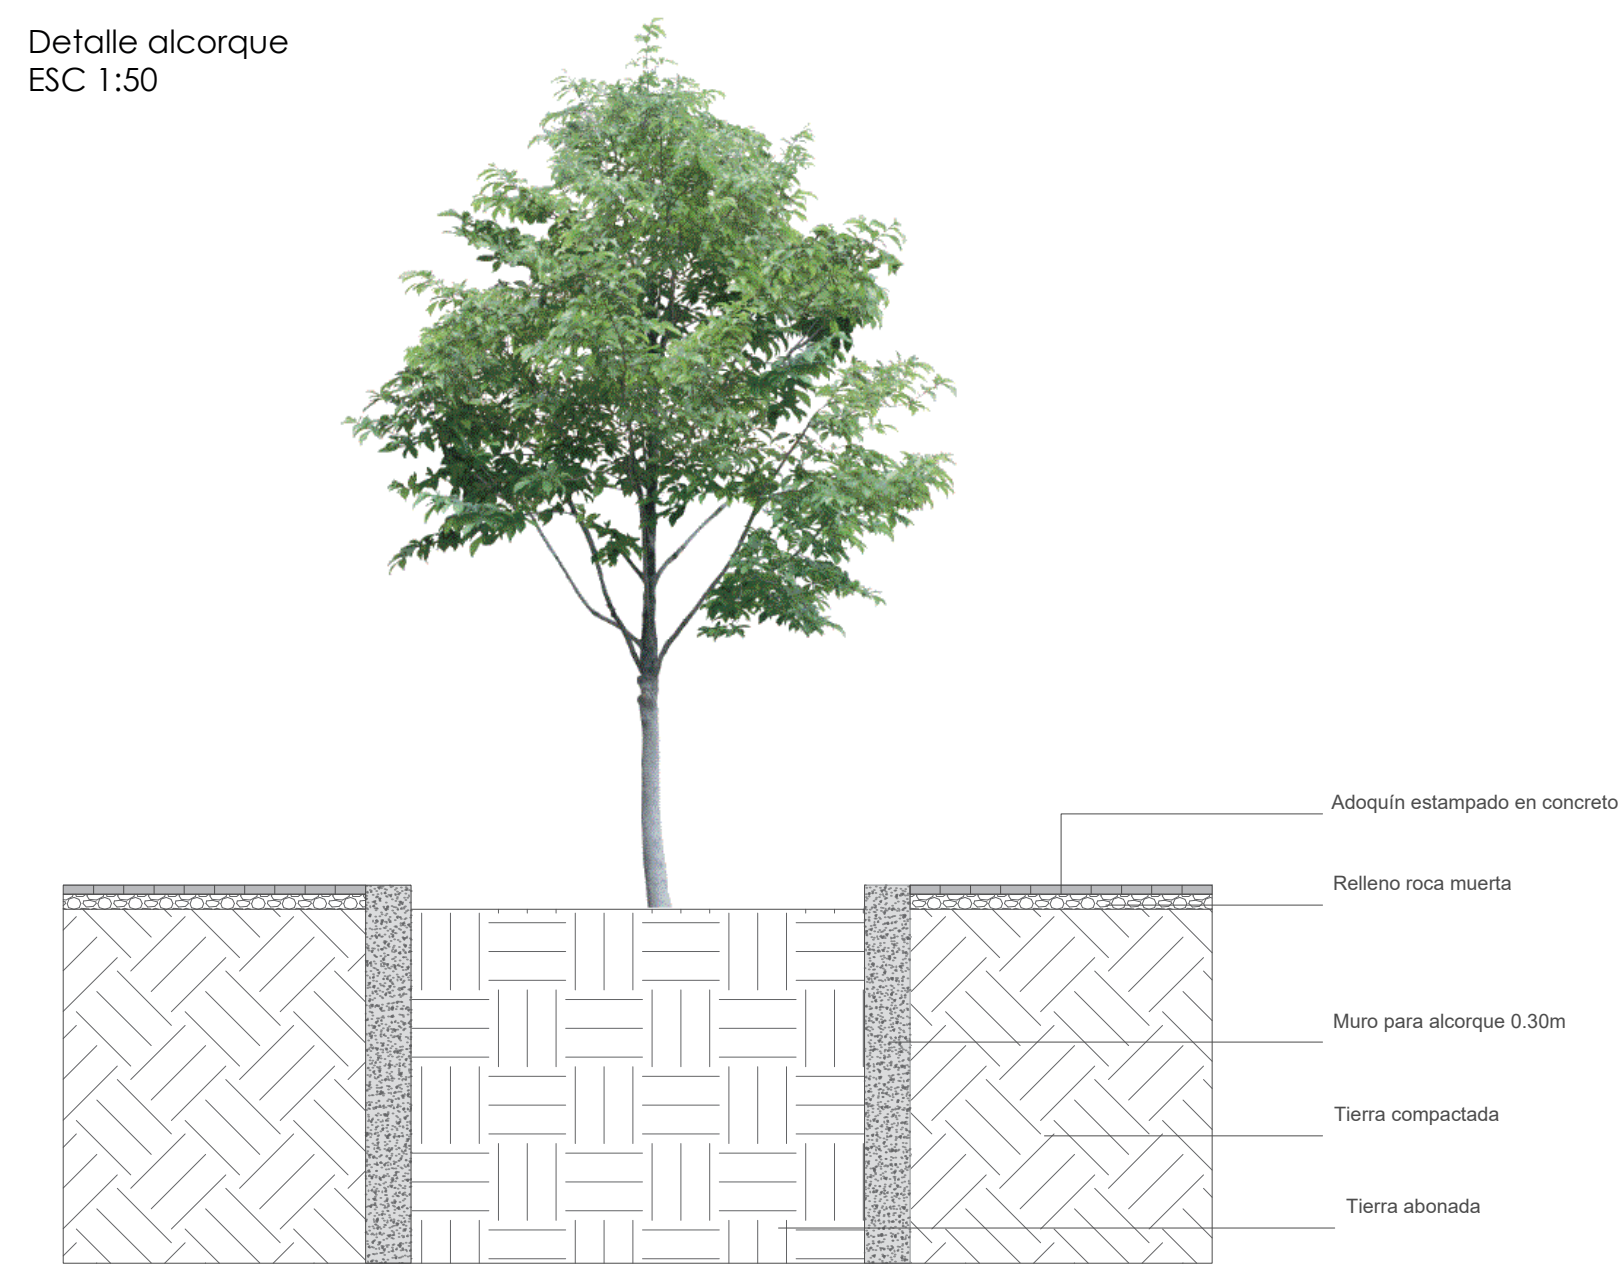 Detalle alcorque
ESC 1:50
Adoquín estampado en concreto
Relleno roca muerta
Muro para alcorque 0.30m
Tierra compactada
Tierra abonada